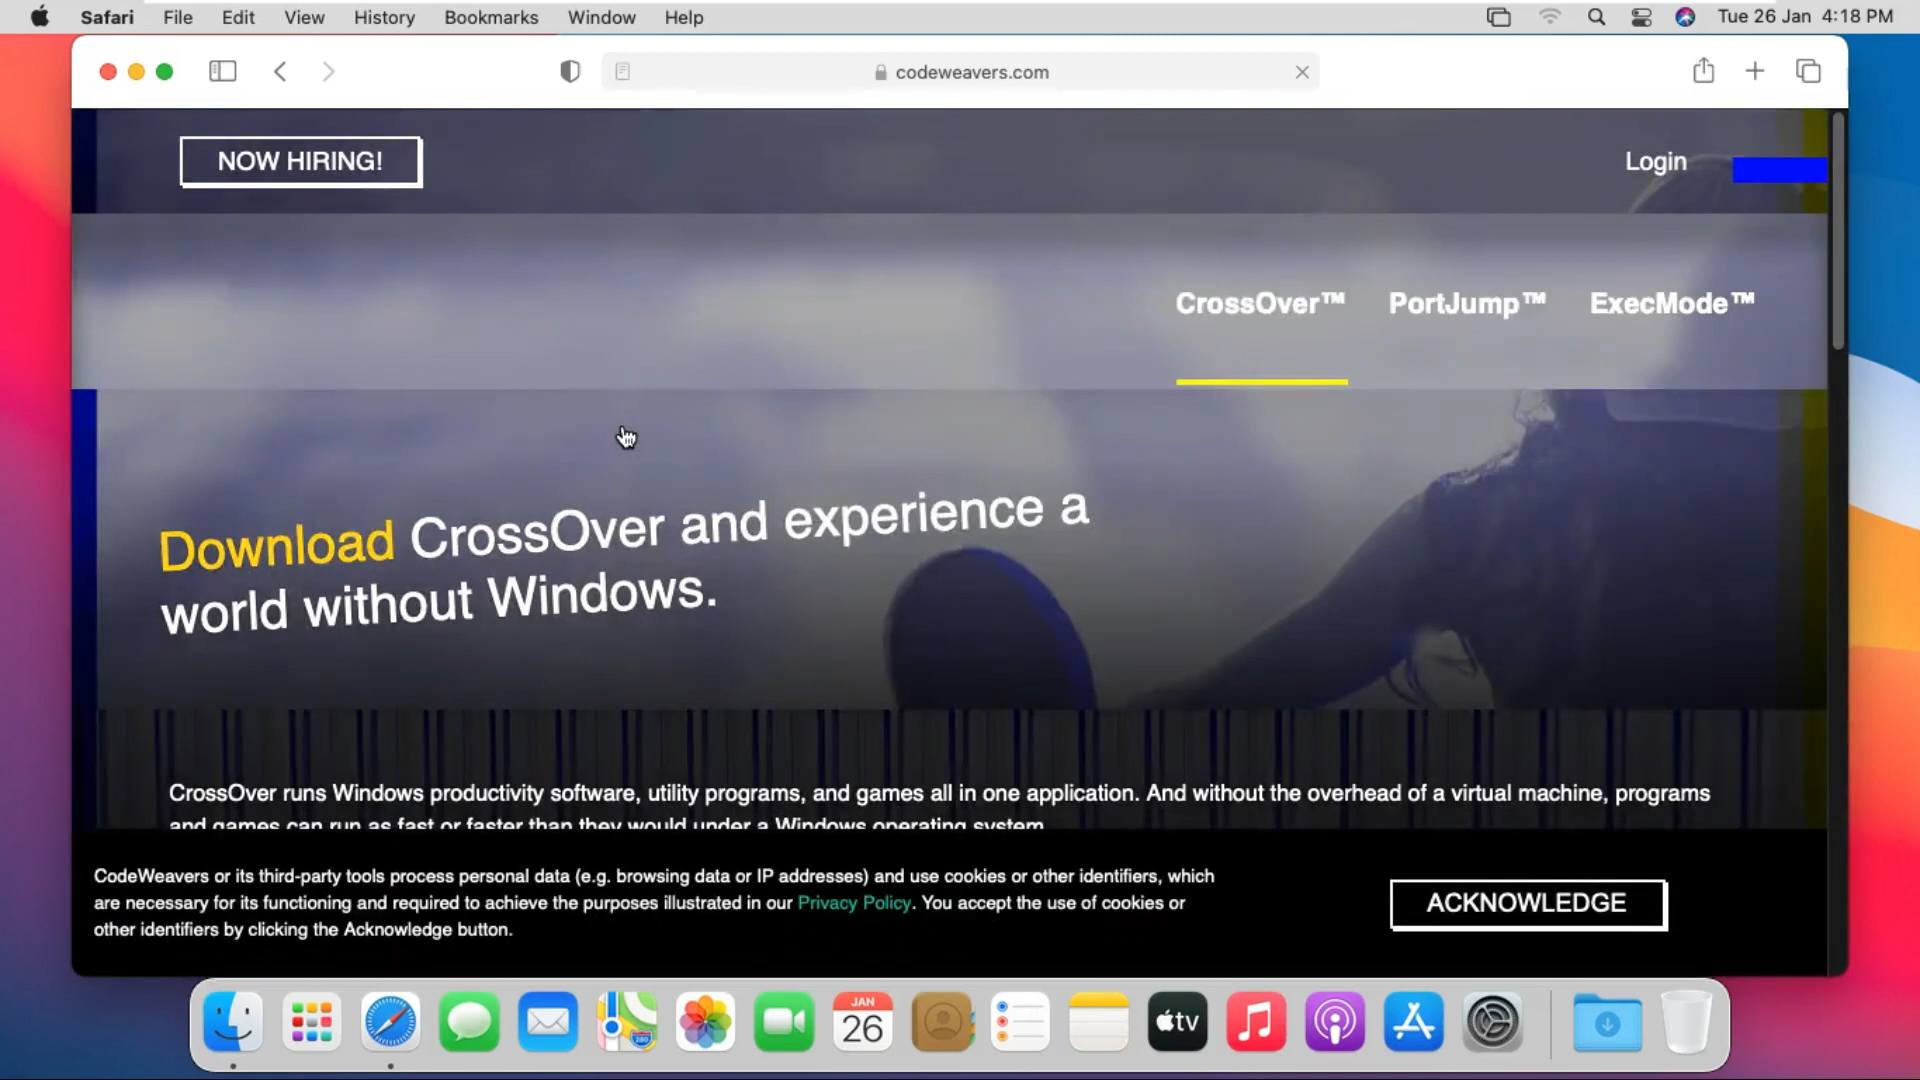 Safari File Edit View History Bookmarks Window Help Tue 26 Jan 4:18 PM
codeweavers.com
NOW HIRING! Login
CrossOver™ PortJump™ ExecMode™
Download CrossOver and experience a
world without Windows.
CrossOver runs Windows productivity software, utility programs, and games all in one application. And without the overhead of a virtual machine, programs
and games can run as fast or faster than they would under a Windows operating system.
CodeWeavers or its third-party tools process personal data (e.g. browsing data or IP addresses) and use cookies or other identifiers, which
are necessary for its functioning and required to achieve the purposes illustrated in our Privacy Policy. You accept the use of cookies or
other identifiers by clicking the Acknowledge button.
ACKNOWLEDGE
280
JAN
26
tv